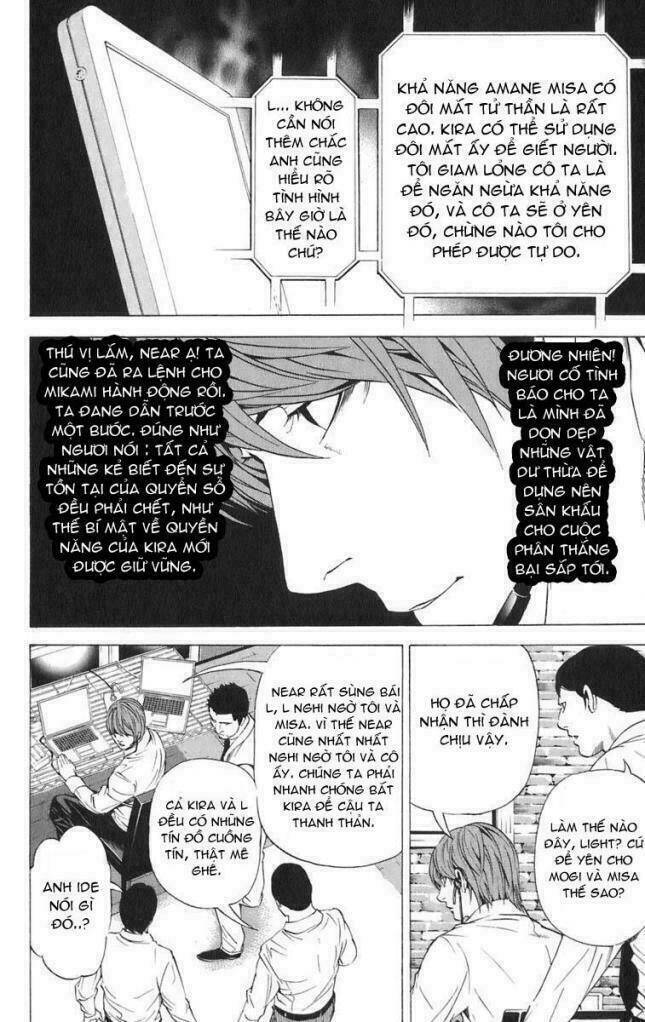 KHẢ NĂNG AMANE MISA CÓ
ĐÔI MẮT TỬ THẦN LÀ RẤT
CAO. KIRA CÓ THỂ SỬ DỤNG
ĐÔI MẮT ẤY ĐỂ GIẾT NGƯỜI.
TÔI GIAM LỎNG CÔ TA LÀ
ĐỂ NGĂN NGỪA KHẢ NĂNG
ĐÓ, VÀ CÔ TA SẼ Ở YÊN
ĐÓ, CHỪNG NÀO TÔI CHO
PHÉP ĐƯỢC TỰ DO.
L... KHÔNG
CẦN NÓI
THÊM CHẮC
ANH CŨNG
HIỂU RÕ
TÌNH HÌNH
BÂY GIỜ LÀ
THẾ NÀO
CHỨ?
ĐƯƠNG NHIÊN!
NGƯƠI CỐ TÌNH
BÁO CHO TA
LÀ MÌNH ĐÃ
DỌN DẸP
NHỮNG VẬT
DƯ THỪA ĐỂ
DỰNG NÊN
SÂN KHẤU
CHO CUỘC
PHÂN THẮNG
BẠI SẮP TỚI.
THÚ VỊ LẮM, NEAR Ạ! TA
CŨNG ĐÃ RA LỆNH CHO
MIKAMI HÀNH ĐỘNG RỒI.
TA ĐANG DẪN TRƯỚC
MỘT BƯỚC. ĐÚNG NHƯ
NGƯƠI NÓI : TẤT CẢ
NHỮNG KẺ BIẾT ĐẾN SỰ
TỒN TẠI CỦA QUYỂN SỔ
ĐỀU PHẢI CHẾT, NHƯ
THẾ BÍ MẬT VỀ QUYỀN
NĂNG CỦA KIRA MỚI
ĐƯỢC GIỮ VỮNG.
HỌ ĐÃ CHẤP
NHẬN THÌ ĐÀNH
CHỊU VẬY.
LÀM THẾ NÀO
ĐÂY, LIGHT? CỨ
ĐỂ YÊN CHO
MOGI VÀ MISA
THẾ SAO?
NEAR RẤT SÙNG BÁI
L, L NGHI NGỜ TÔI VÀ
MISA. VÌ THẾ NEAR
CŨNG NHẤT NHẤT
NGHI NGỜ TÔI VÀ CÔ
ẤY. CHÚNG TA PHẢI
NHANH CHÓNG BẮT
KIRA ĐỂ CẬU TA
THANH THẢN.
CẢ KIRA VÀ L
ĐỀU CÓ NHỮNG
TÍN ĐỒ CUỒNG
TÍN, THẬT MÊ
GHÊ.
ANH IDE
NÓI GÌ
ĐÓ..?